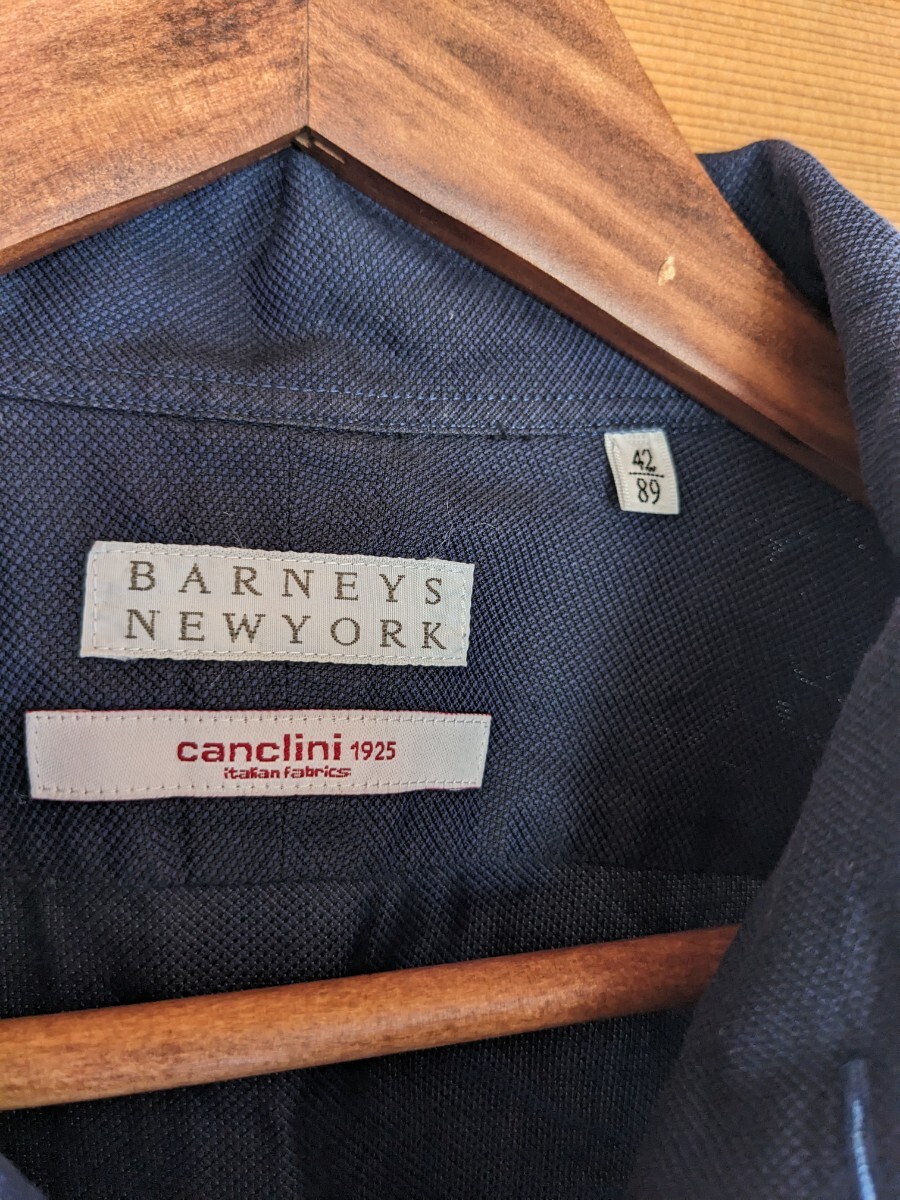 42
89
BARNEYS
NEWYORK
canclini 1925
italian fabrics